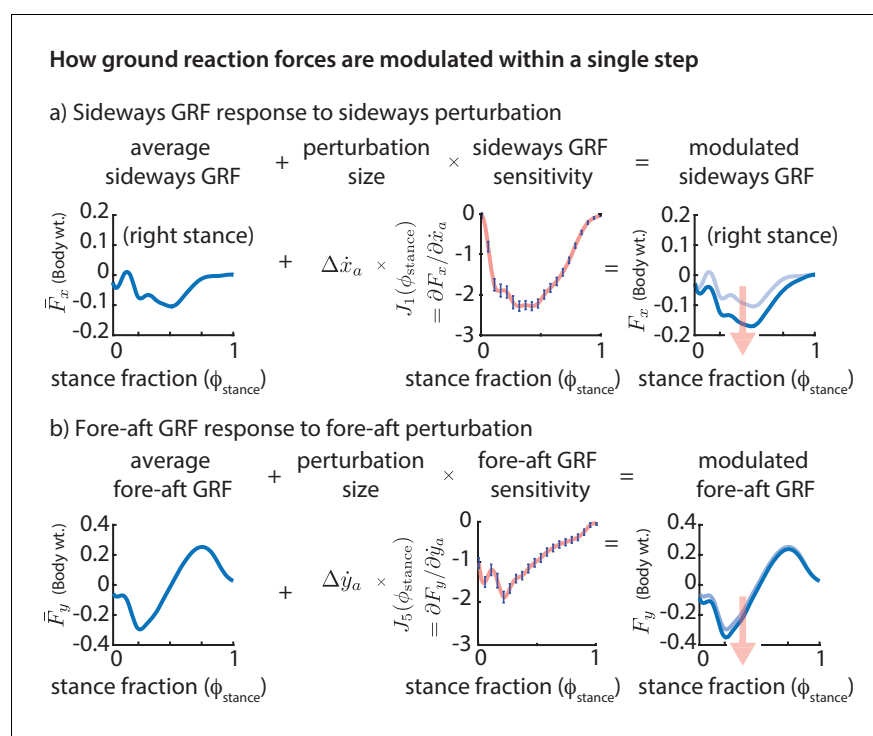 How ground reaction forces are modulated within a single step
a) Sideways GRF response to sideways perturbation
average sideways GRF + perturbation size × sideways GRF sensitivity = modulated sideways GRF
F̄x (Body wt.)
0.2
0.1
0
-0.1
-0.2
(right stance)
0 1
stance fraction (ϕstance)
+ Δẋa ×
J1(ϕstance)
= ∂Fx/∂ẋa
0
-1
-2
-3
0 1
stance fraction (ϕstance)
=
Fx (Body wt.)
0.2
0.1
0
-0.1
-0.2
(right stance)
0 1
stance fraction (ϕstance)
b) Fore-aft GRF response to fore-aft perturbation
average fore-aft GRF + perturbation size × fore-aft GRF sensitivity = modulated fore-aft GRF
F̄y (Body wt.)
0.4
0.2
0
-0.2
-0.4
0 1
stance fraction (ϕstance)
+ Δẏa ×
J5(ϕstance)
= ∂Fy/∂ẏa
0
-1
-2
-3
0 1
stance fraction (ϕstance)
=
Fy (Body wt.)
0.4
0.2
0
-0.2
-0.4
0 1
stance fraction (ϕstance)